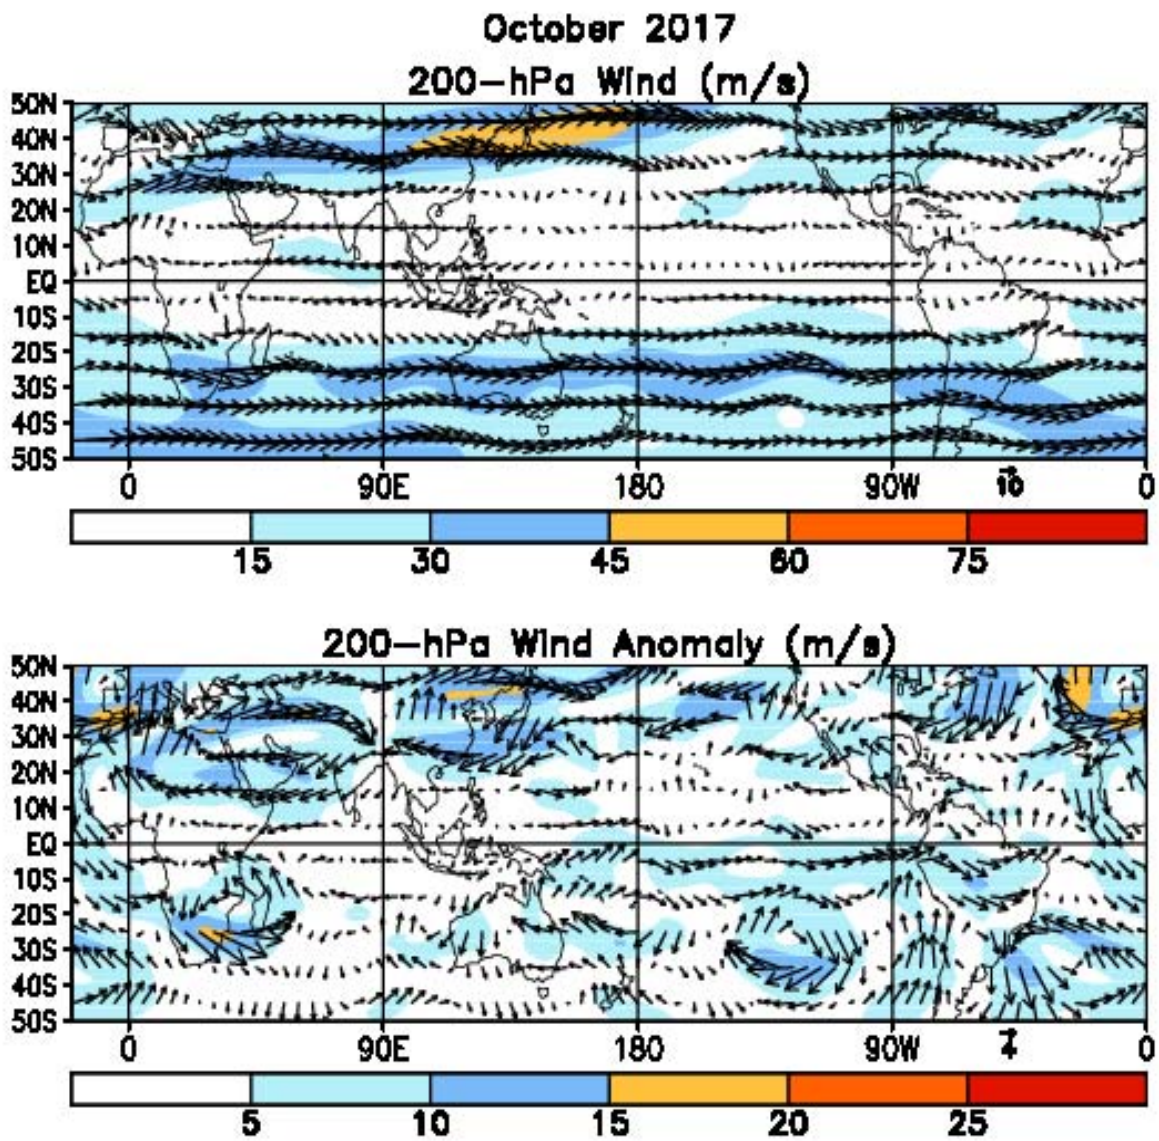 October 2017
200-hPa Wind (m/s)
50N
40N
30N
20N
10N
EQ
10S
20S
30S
40S
50S
0 90E 180 90W 10 0
15 30 45 60 75
200-hPa Wind Anomaly (m/s)
50N
40N
30N
20N
10N
EQ
10S
20S
30S
40S
50S
0 90E 180 90W 4 0
5 10 15 20 25